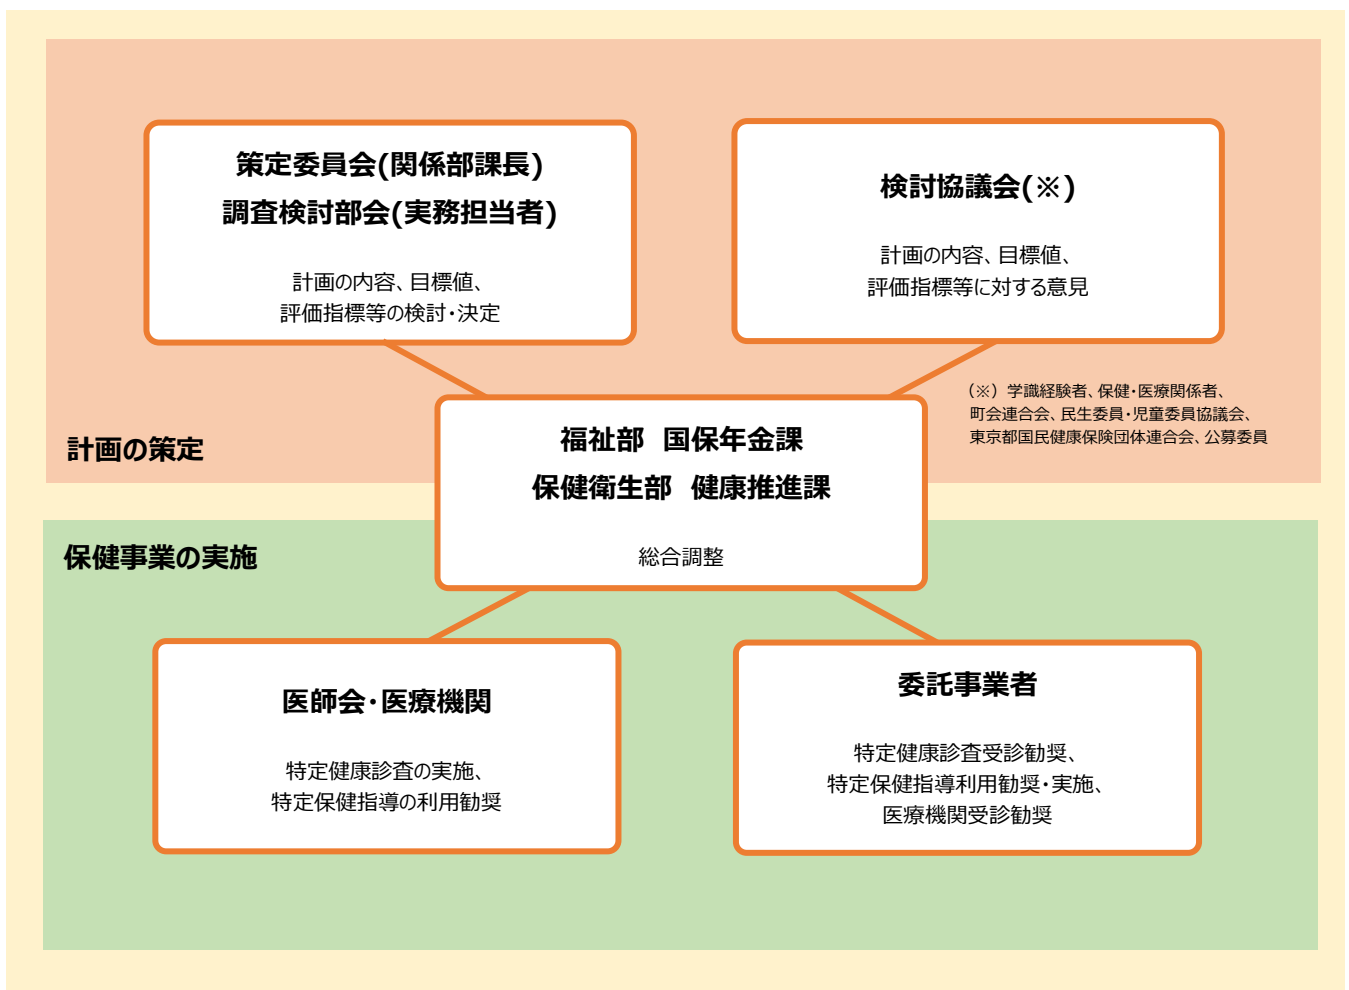 策定委員会(関係部課長)
調査検討部会(実務担当者)
計画の内容、目標値、
評価指標等の検討・決定
検討協議会(※)
計画の内容、目標値、
評価指標等に対する意見
(※) 学識経験者、保健・医療関係者、
町会連合会、民生委員・児童委員協議会、
東京都国民健康保険団体連合会、公募委員
計画の策定
福祉部　国保年金課
保健衛生部　健康推進課
総合調整
保健事業の実施
医師会・医療機関
特定健康診査の実施、
特定保健指導の利用勧奨
委託事業者
特定健康診査受診勧奨、
特定保健指導利用勧奨・実施、
医療機関受診勧奨